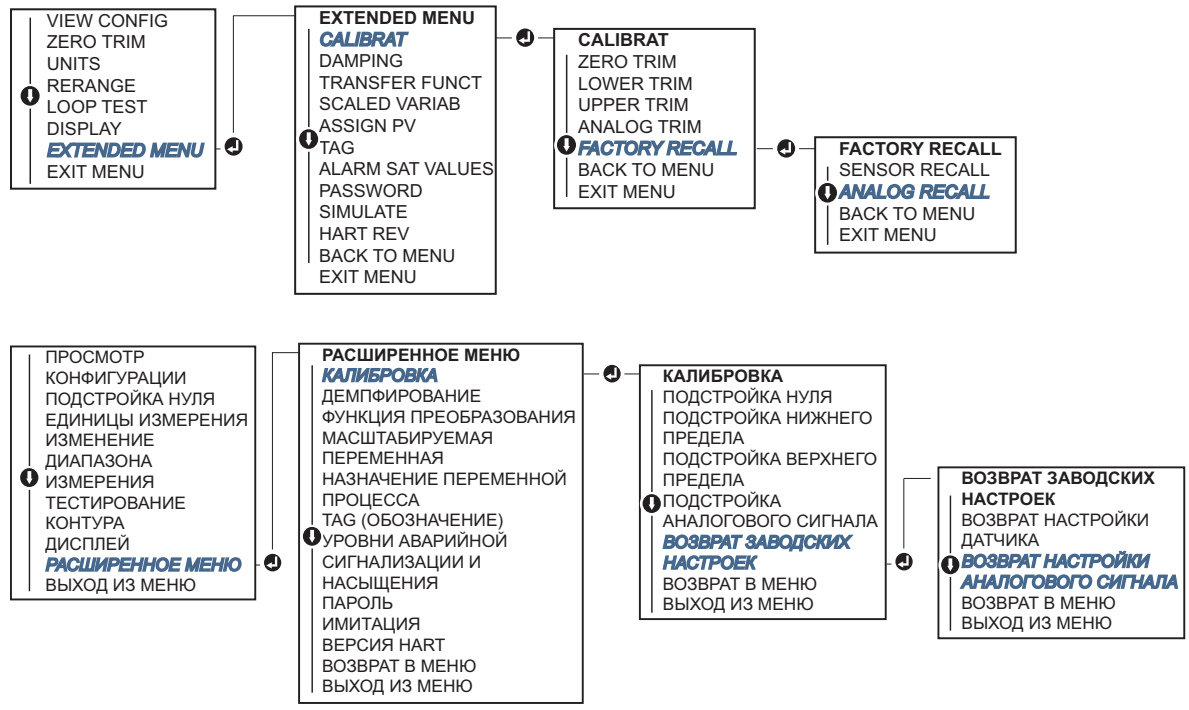 VIEW CONFIG
ZERO TRIM
UNITS
RERANGE
LOOP TEST
DISPLAY
EXTENDED MENU
EXIT MENU
EXTENDED MENU
CALIBRAT
DAMPING
TRANSFER FUNCT
SCALED VARIAB
ASSIGN PV
TAG
ALARM SAT VALUES
PASSWORD
SIMULATE
HART REV
BACK TO MENU
EXIT MENU
CALIBRAT
ZERO TRIM
LOWER TRIM
UPPER TRIM
ANALOG TRIM
FACTORY RECALL
BACK TO MENU
EXIT MENU
FACTORY RECALL
SENSOR RECALL
ANALOG RECALL
BACK TO MENU
EXIT MENU
ПРОСМОТР
КОНФИГУРАЦИИ
ПОДСТРОЙКА НУЛЯ
ЕДИНИЦЫ ИЗМЕРЕНИЯ
ИЗМЕНЕНИЕ
ДИАПАЗОНА
ИЗМЕРЕНИЯ
ТЕСТИРОВАНИЕ
КОНТУРА
ДИСПЛЕЙ
РАСШИРЕННОЕ МЕНЮ
ВЫХОД ИЗ МЕНЮ
РАСШИРЕННОЕ МЕНЮ
КАЛИБРОВКА
ДЕМПФИРОВАНИЕ
ФУНКЦИЯ ПРЕОБРАЗОВАНИЯ
МАСШТАБИРУЕМАЯ
ПЕРЕМЕННАЯ
НАЗНАЧЕНИЕ ПЕРЕМЕННОЙ
ПРОЦЕССА
TAG (ОБОЗНАЧЕНИЕ)
УРОВНИ АВАРИЙНОЙ
СИГНАЛИЗАЦИИ И
НАСЫЩЕНИЯ
ПАРОЛЬ
ИМИТАЦИЯ
ВЕРСИЯ HART
ВОЗВРАТ В МЕНЮ
ВЫХОД ИЗ МЕНЮ
КАЛИБРОВКА
ПОДСТРОЙКА НУЛЯ
ПОДСТРОЙКА НИЖНЕГО
ПРЕДЕЛА
ПОДСТРОЙКА ВЕРХНЕГО
ПРЕДЕЛА
ПОДСТРОЙКА
АНАЛОГОВОГО СИГНАЛА
ВОЗВРАТ ЗАВОДСКИХ
НАСТРОЕК
ВОЗВРАТ В МЕНЮ
ВЫХОД ИЗ МЕНЮ
ВОЗВРАТ ЗАВОДСКИХ
НАСТРОЕК
ВОЗВРАТ НАСТРОЙКИ
ДАТЧИКА
ВОЗВРАТ НАСТРОЙКИ
АНАЛОГОВОГО СИГНАЛА
ВОЗВРАТ В МЕНЮ
ВЫХОД ИЗ МЕНЮ